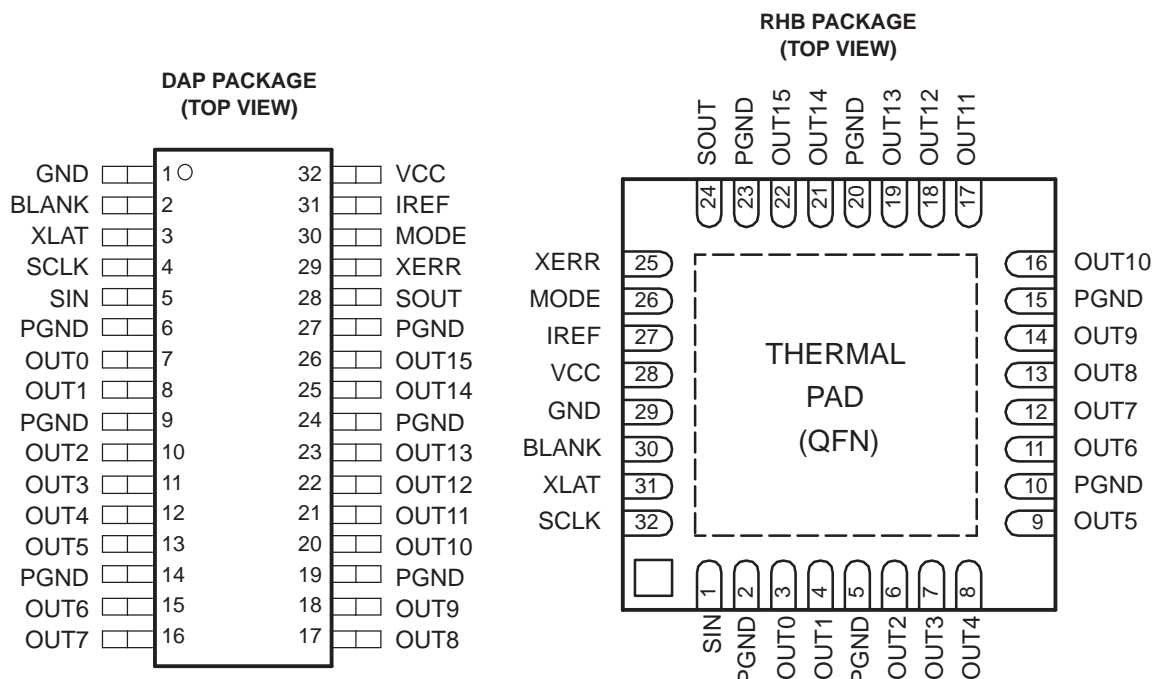 DAP PACKAGE
(TOP VIEW)
GND 1 32 VCC
BLANK 2 31 IREF
XLAT 3 30 MODE
SCLK 4 29 XERR
SIN 5 28 SOUT
PGND 6 27 PGND
OUT0 7 26 OUT15
OUT1 8 25 OUT14
PGND 9 24 PGND
OUT2 10 23 OUT13
OUT3 11 22 OUT12
OUT4 12 21 OUT11
OUT5 13 20 OUT10
PGND 14 19 PGND
OUT6 15 18 OUT9
OUT7 16 17 OUT8
RHB PACKAGE
(TOP VIEW)
SOUT PGND OUT15 OUT14 PGND OUT13 OUT12 OUT11
24 23 22 21 20 19 18 17
XERR 25 16 OUT10
MODE 26 15 PGND
IREF 27 14 OUT9
VCC 28 13 OUT8
GND 29 12 OUT7
BLANK 30 11 OUT6
XLAT 31 10 PGND
SCLK 32 9 OUT5
THERMAL
PAD
(QFN)
1 2 3 4 5 6 7 8
SIN PGND OUT0 OUT1 PGND OUT2 OUT3 OUT4